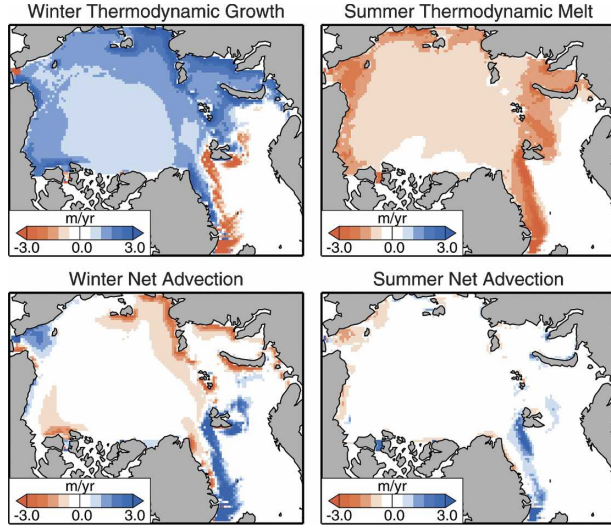 Winter Thermodynamic Growth
Summer Thermodynamic Melt
m/yr
-3.0 0.0 3.0
m/yr
-3.0 0.0 3.0
Winter Net Advection
Summer Net Advection
m/yr
-3.0 0.0 3.0
m/yr
-3.0 0.0 3.0